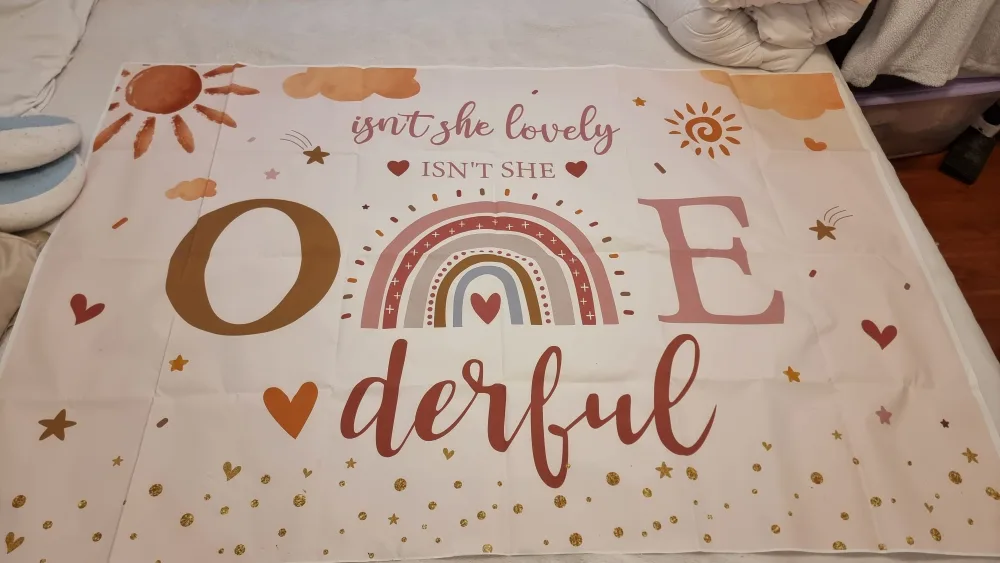 isn't she lovely
ISN'T SHE
O E
derful